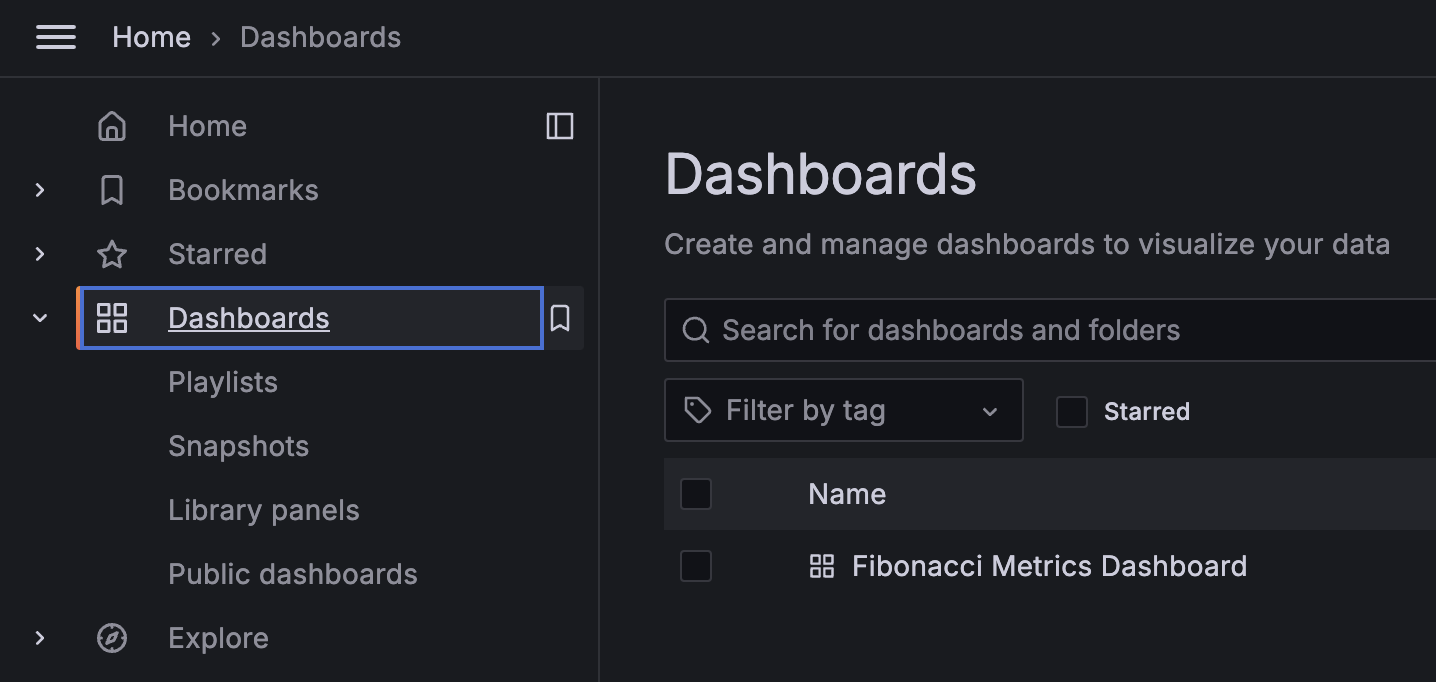 Home › Dashboards
Home
Bookmarks
Starred
Dashboards
Playlists
Snapshots
Library panels
Public dashboards
Explore
Dashboards
Create and manage dashboards to visualize your data
Search for dashboards and folders
Filter by tag
Starred
Name
Fibonacci Metrics Dashboard